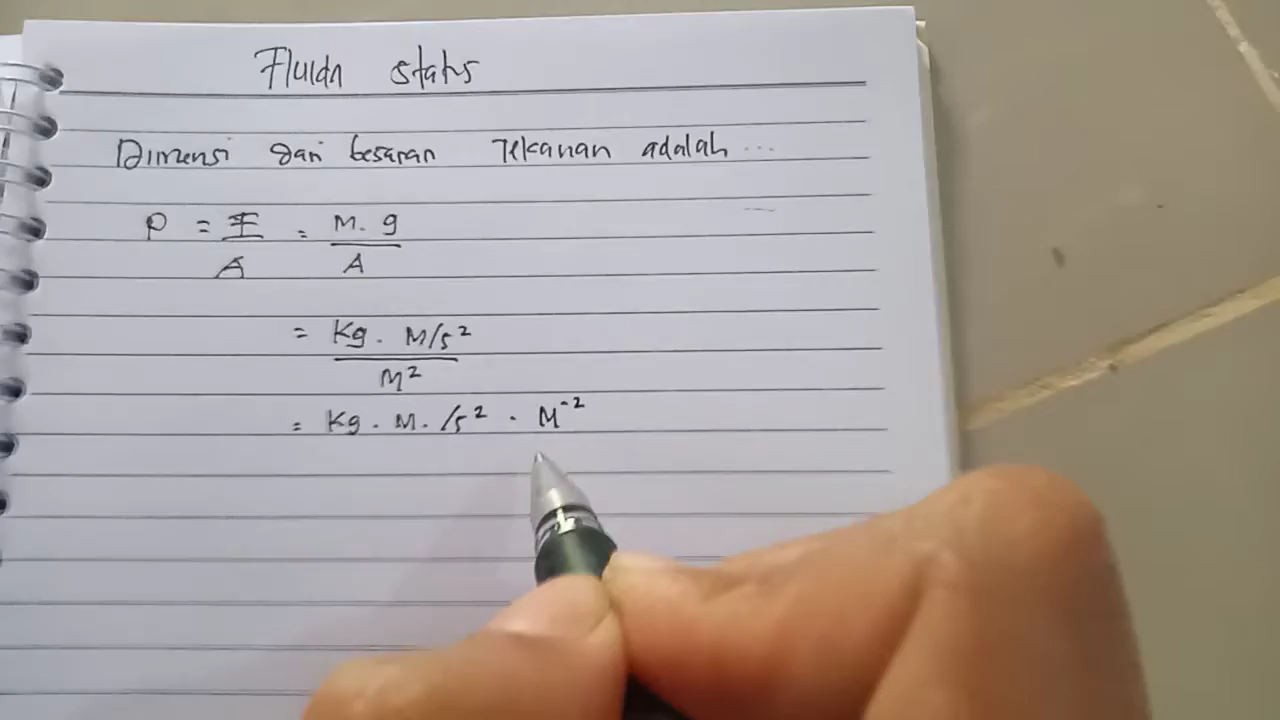 Fluida statis
Dimensi dari besaran Tekanan adalah ...
P = F/A = M. g/A
= Kg . M/s²/M²
= Kg . M . /s² . M⁻²